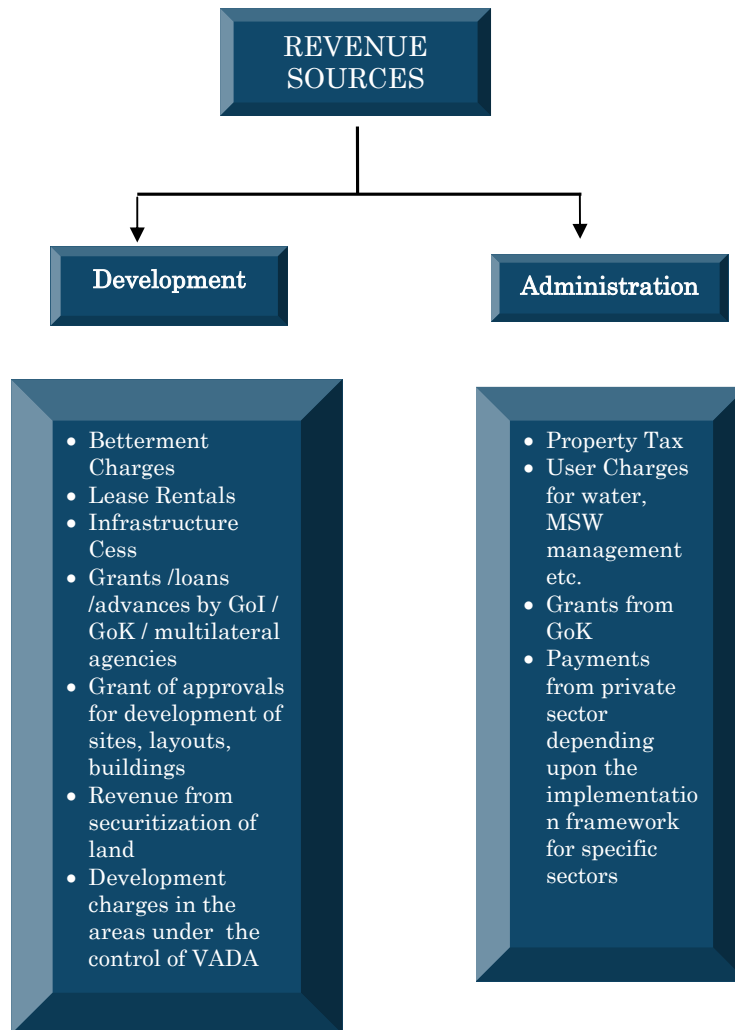 REVENUE
SOURCES
Development
Administration
• Betterment
Charges
• Lease Rentals
• Infrastructure
Cess
• Grants /loans
/advances by GoI /
GoK / multilateral
agencies
• Grant of approvals
for development of
sites, layouts,
buildings
• Revenue from
securitization of
land
• Development
charges in the
areas under the
control of VADA
• Property Tax
• User Charges
for water,
MSW
management
etc.
• Grants from
GoK
• Payments
from private
sector
depending
upon the
implementatio
n framework
for specific
sectors